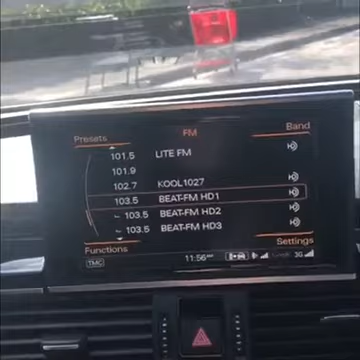 Presets FM Band
101.5 LITE FM
101.9
102.7 KOOL1027
103.5 BEAT-FM HD1
103.5 BEAT-FM HD2
103.5 BEAT-FM HD3
Functions Settings
TMC 11:56 3G